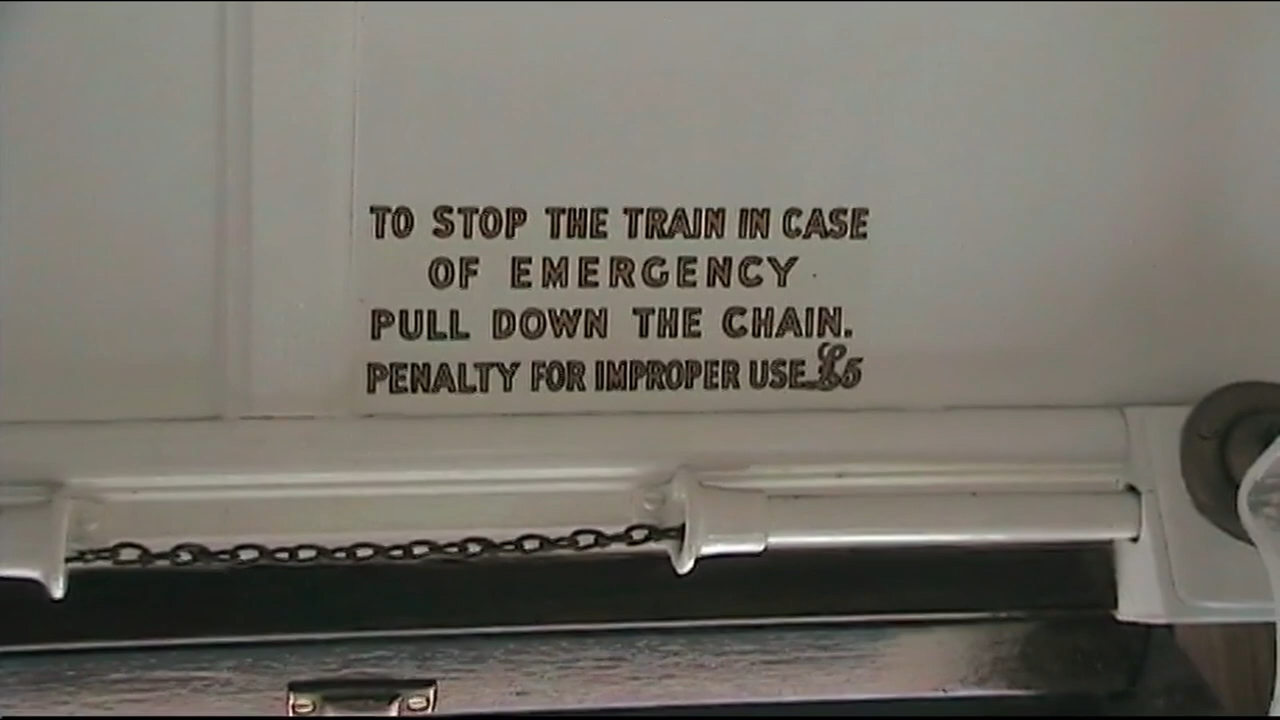 TO STOP THE TRAIN IN CASE
OF EMERGENCY
PULL DOWN THE CHAIN.
PENALTY FOR IMPROPER USE £5